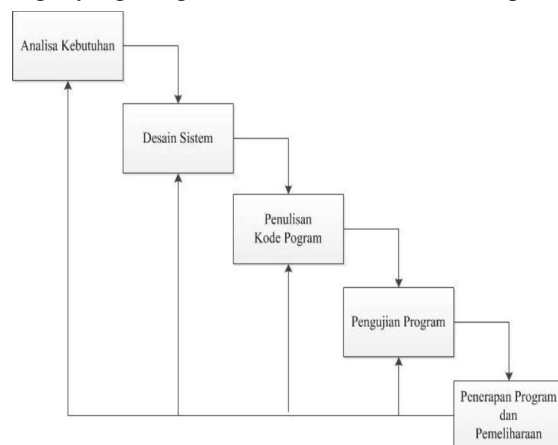 Analisa Kebutuhan
Desain Sistem
Penulisan
Kode Pogram
Pengujian Program
Penerapan Program
dan
Pemeliharaan